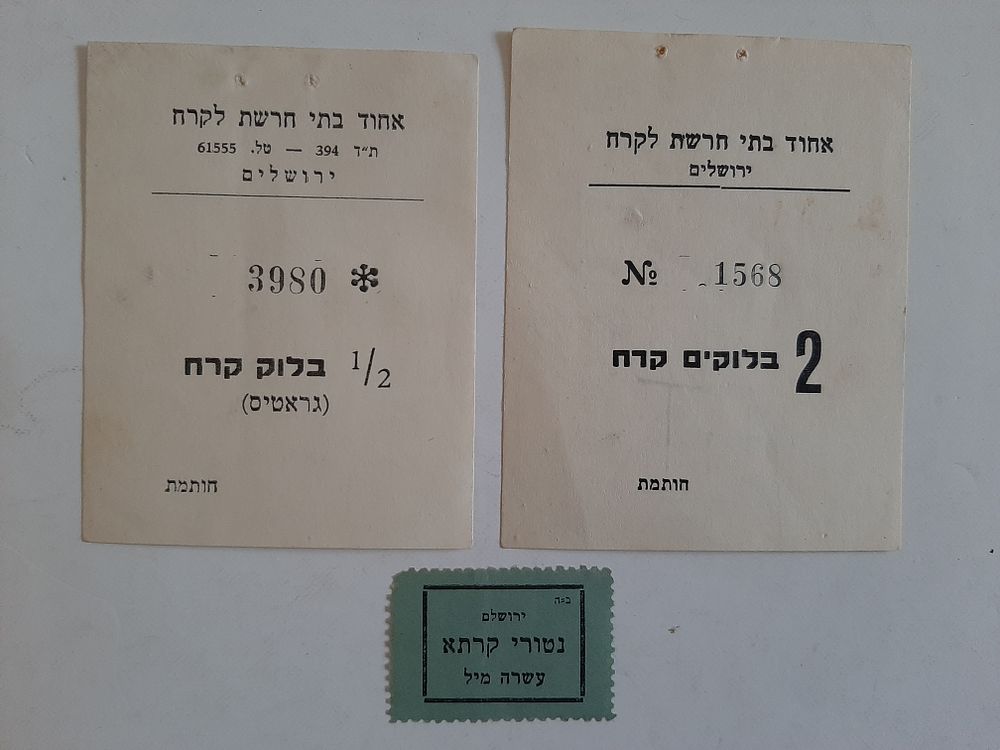 אחוד בתי חרשת לקרח
ת״ד 394 — טל. 61555
ירושלים
3980 ✻
1/2 בלוק קרח
(גראטיס)
חותמת
אחוד בתי חרשת לקרח
ירושלים
№ 1568
2 בלוקים קרח
חותמת
ב״ה
ירושלם
נטורי קרתא
עשרה מיל